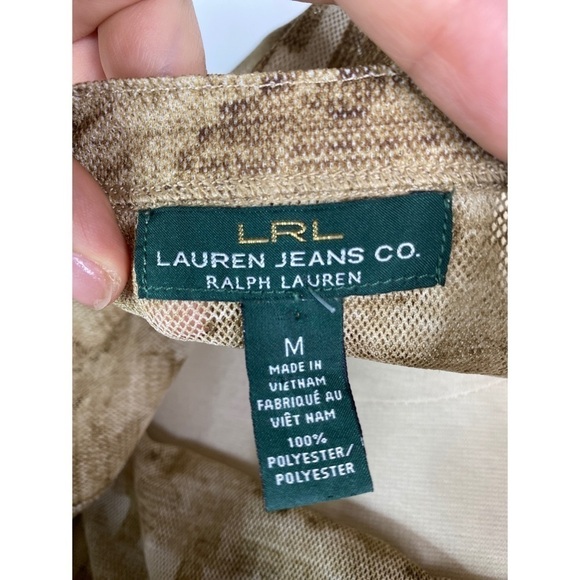 LRL
LAUREN JEANS CO.
RALPH LAUREN
M
MADE IN
VIETNAM
FABRIQUÉ AU
VIÊT NAM
100%
POLYESTER/
POLYESTER